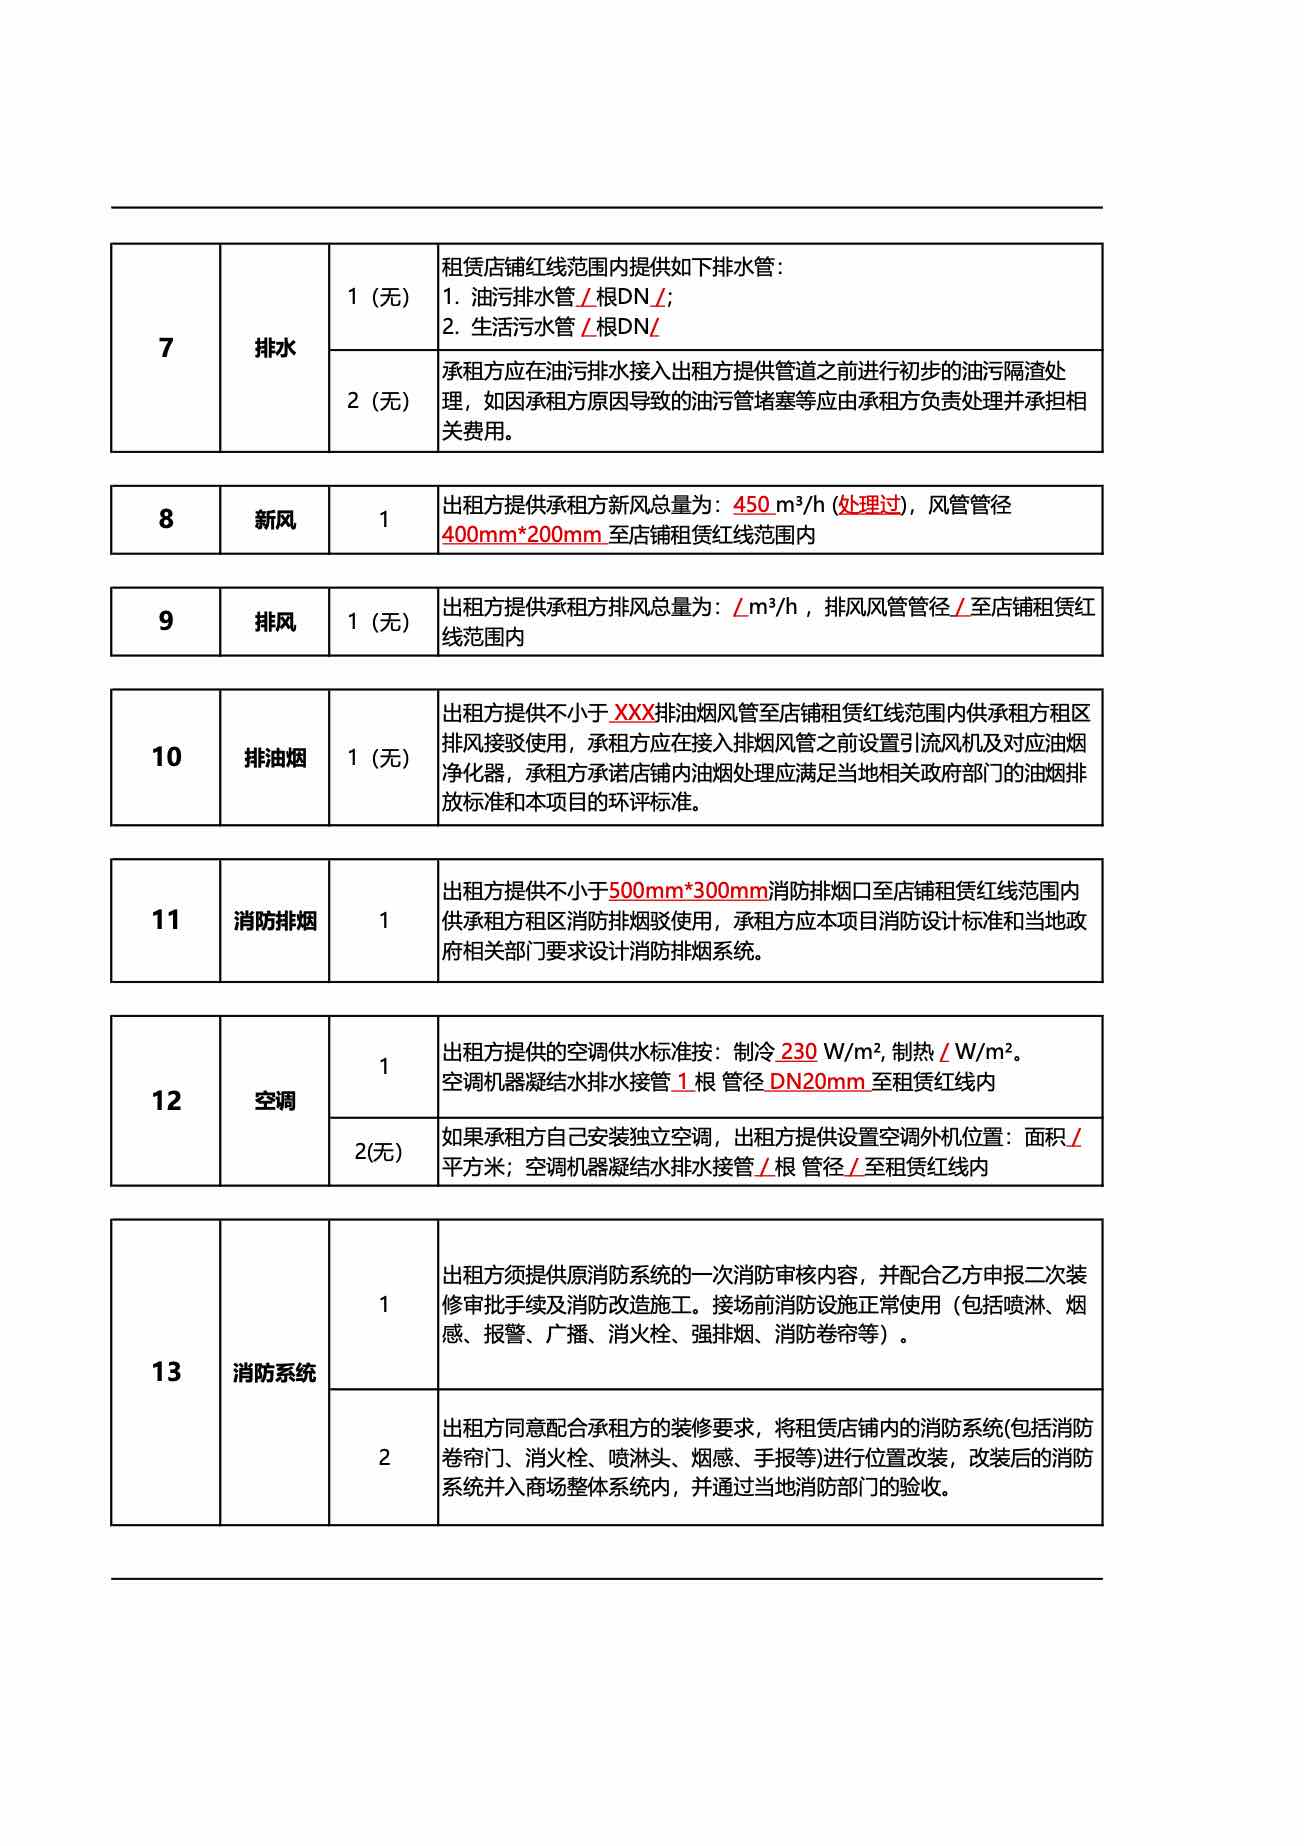 7
排水
1（无）
租赁店铺红线范围内提供如下排水管：
1. 油污排水管 / 根DN /；
2. 生活污水管 / 根DN/
2（无）
承租方应在油污排水接入出租方提供管道之前进行初步的油污隔渣处
理，如因承租方原因导致的油污管堵塞等应由承租方负责处理并承担相
关费用。
8
新风
1
出租方提供承租方新风总量为：450 m³/h (处理过)，风管管径
400mm*200mm 至店铺租赁红线范围内
9
排风
1（无）
出租方提供承租方排风总量为：/ m³/h ，排风风管管径 / 至店铺租赁红
线范围内
10
排油烟
1（无）
出租方提供不小于 XXX排油烟风管至店铺租赁红线范围内供承租方租区
排风接驳使用，承租方应在接入排烟风管之前设置引流风机及对应油烟
净化器，承租方承诺店铺内油烟处理应满足当地相关政府部门的油烟排
放标准和本项目的环评标准。
11
消防排烟
1
出租方提供不小于500mm*300mm消防排烟口至店铺租赁红线范围内
供承租方租区消防排烟驳使用，承租方应本项目消防设计标准和当地政
府相关部门要求设计消防排烟系统。
12
空调
1
出租方提供的空调供水标准按：制冷 230 W/m², 制热 / W/m²。
空调机器凝结水排水接管 1 根 管径 DN20mm 至租赁红线内
2(无)
如果承租方自己安装独立空调，出租方提供设置空调外机位置：面积 /
平方米；空调机器凝结水排水接管 / 根 管径 / 至租赁红线内
13
消防系统
1
出租方须提供原消防系统的一次消防审核内容，并配合乙方申报二次装
修审批手续及消防改造施工。接场前消防设施正常使用（包括喷淋、烟
感、报警、广播、消火栓、强排烟、消防卷帘等）。
2
出租方同意配合承租方的装修要求，将租赁店铺内的消防系统(包括消防
卷帘门、消火栓、喷淋头、烟感、手报等)进行位置改装，改装后的消防
系统并入商场整体系统内，并通过当地消防部门的验收。